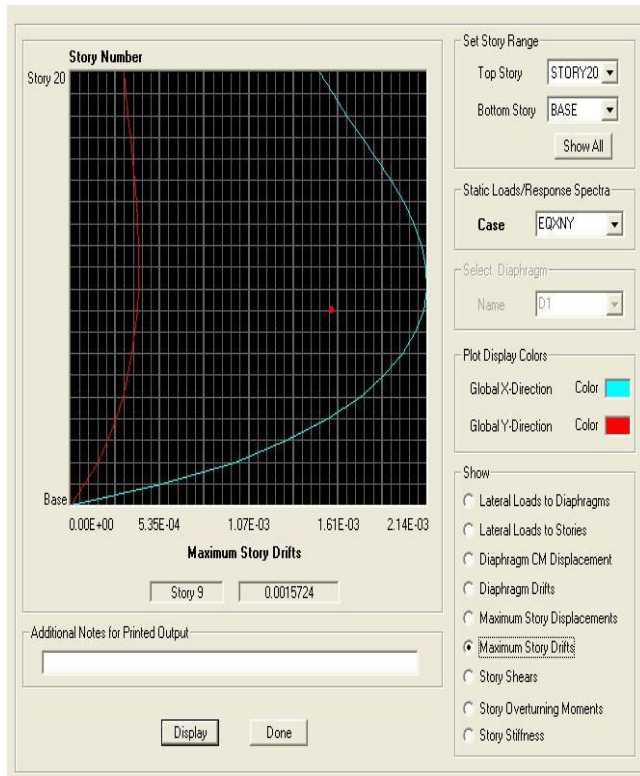 Story Number
Story 20
Base
0.00E+00 5.35E-04 1.07E-03 1.61E-03 2.14E-03
Maximum Story Drifts
Story 9 0.0015724
Additional Notes for Printed Output
Display Done
Set Story Range
Top Story STORY20
Bottom Story BASE
Show All
Static Loads/Response Spectra
Case EQXNY
Select Diaphragm
Name D1
Plot Display Colors
Global X-Direction Color
Global Y-Direction Color
Show
Lateral Loads to Diaphragms
Lateral Loads to Stories
Diaphragm CM Displacement
Diaphragm Drifts
Maximum Story Displacements
Maximum Story Drifts
Story Shears
Story Overturning Moments
Story Stiffness